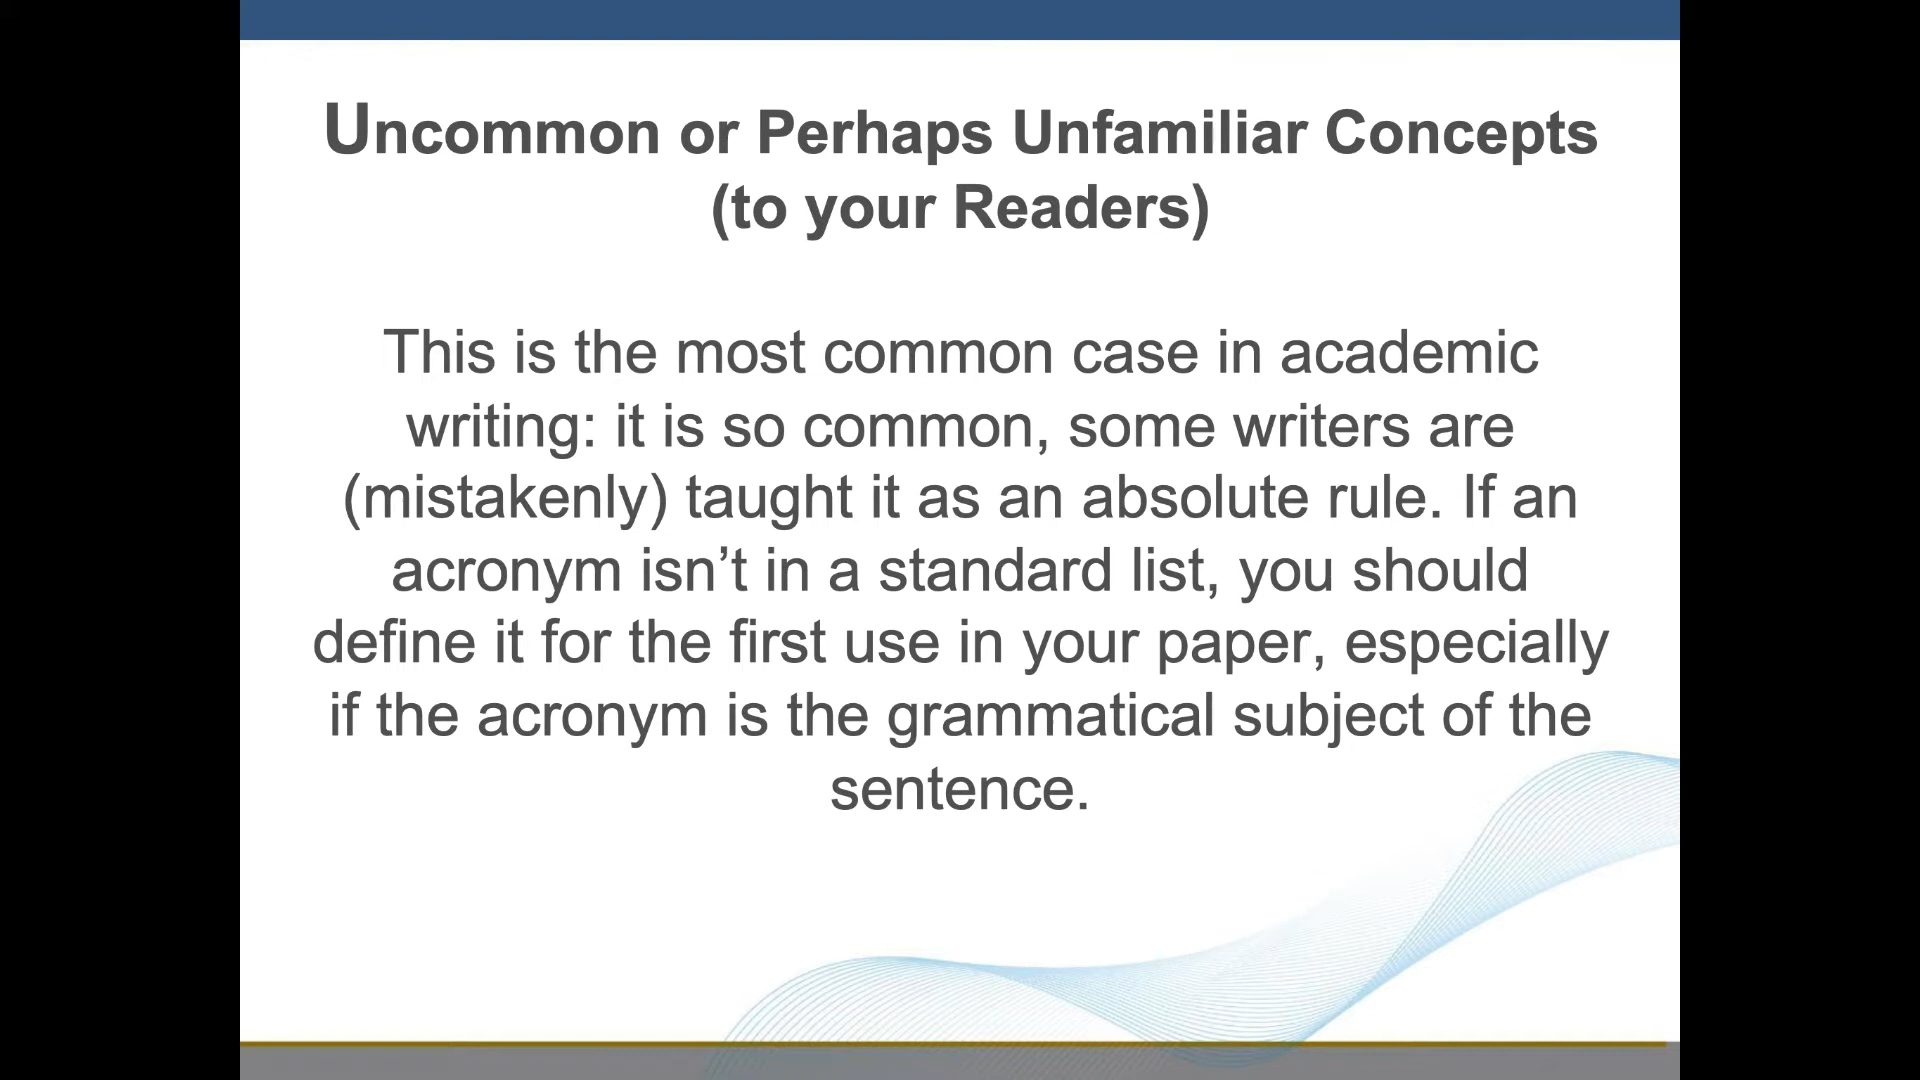 Uncommon or Perhaps Unfamiliar Concepts
(to your Readers)
This is the most common case in academic
writing: it is so common, some writers are
(mistakenly) taught it as an absolute rule. If an
acronym isn’t in a standard list, you should
define it for the first use in your paper, especially
if the acronym is the grammatical subject of the
sentence.